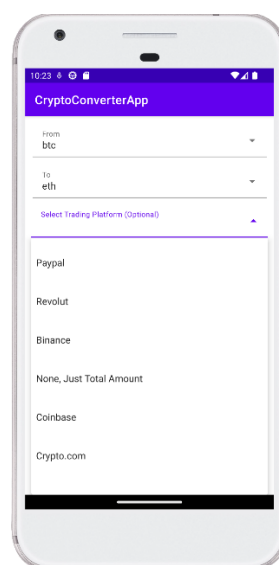 10:23
CryptoConverterApp
From
btc
To
eth
Select Trading Platform (Optional)
Paypal
Revolut
Binance
None, Just Total Amount
Coinbase
Crypto.com